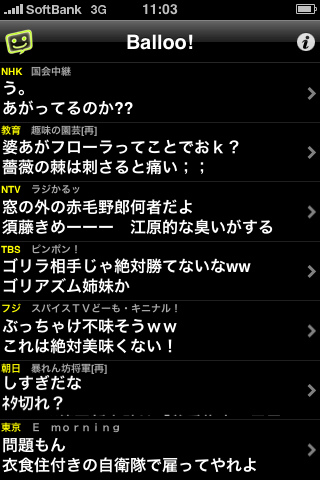 SoftBank 3G 11:03
Balloo!
NHK 国会中継
う。
あがってるのか??
教育 趣味の園芸[再]
婆あがフローラってことでおｋ？
薔薇の棘は刺さると痛い；；
NTV ラジかるッ
窓の外の赤毛野郎何者だよ
須藤きめーーー　江原的な臭いがする
TBS ピンポン！
ゴリラ相手じゃ絶対勝てないなww
ゴリアズム姉妹か
フジ スパイスＴＶどーも・キニナル！
ぶっちゃけ不味そうｗｗ
これは絶対美味くない！
朝日 暴れん坊将軍[再]
しすぎだな
ﾈﾀ切れ？
東京 Ｅ　ｍｏｒｎｉｎｇ
問題もん
衣食住付きの自衛隊で雇ってやれよ